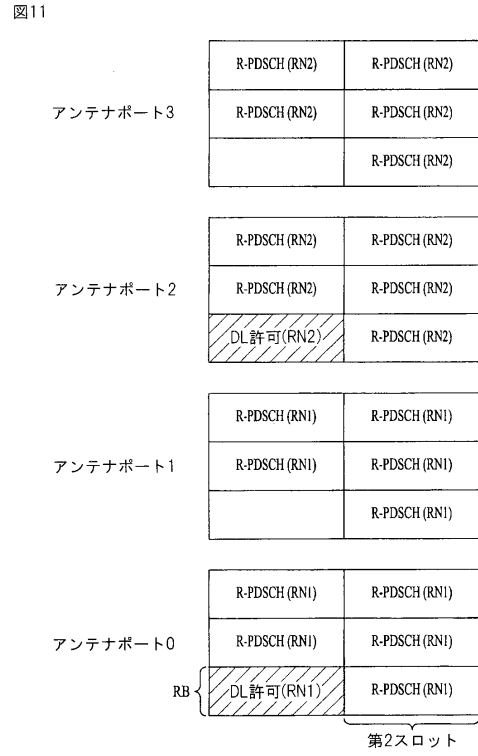 図11
R-PDSCH (RN2) R-PDSCH (RN2)
アンテナポート3 R-PDSCH (RN2) R-PDSCH (RN2)
R-PDSCH (RN2)
R-PDSCH (RN2) R-PDSCH (RN2)
アンテナポート2 R-PDSCH (RN2) R-PDSCH (RN2)
DL許可(RN2) R-PDSCH (RN2)
R-PDSCH (RN1) R-PDSCH (RN1)
アンテナポート1 R-PDSCH (RN1) R-PDSCH (RN1)
R-PDSCH (RN1)
R-PDSCH (RN1) R-PDSCH (RN1)
アンテナポート0 R-PDSCH (RN1) R-PDSCH (RN1)
RB DL許可(RN1) R-PDSCH (RN1)
第2スロット